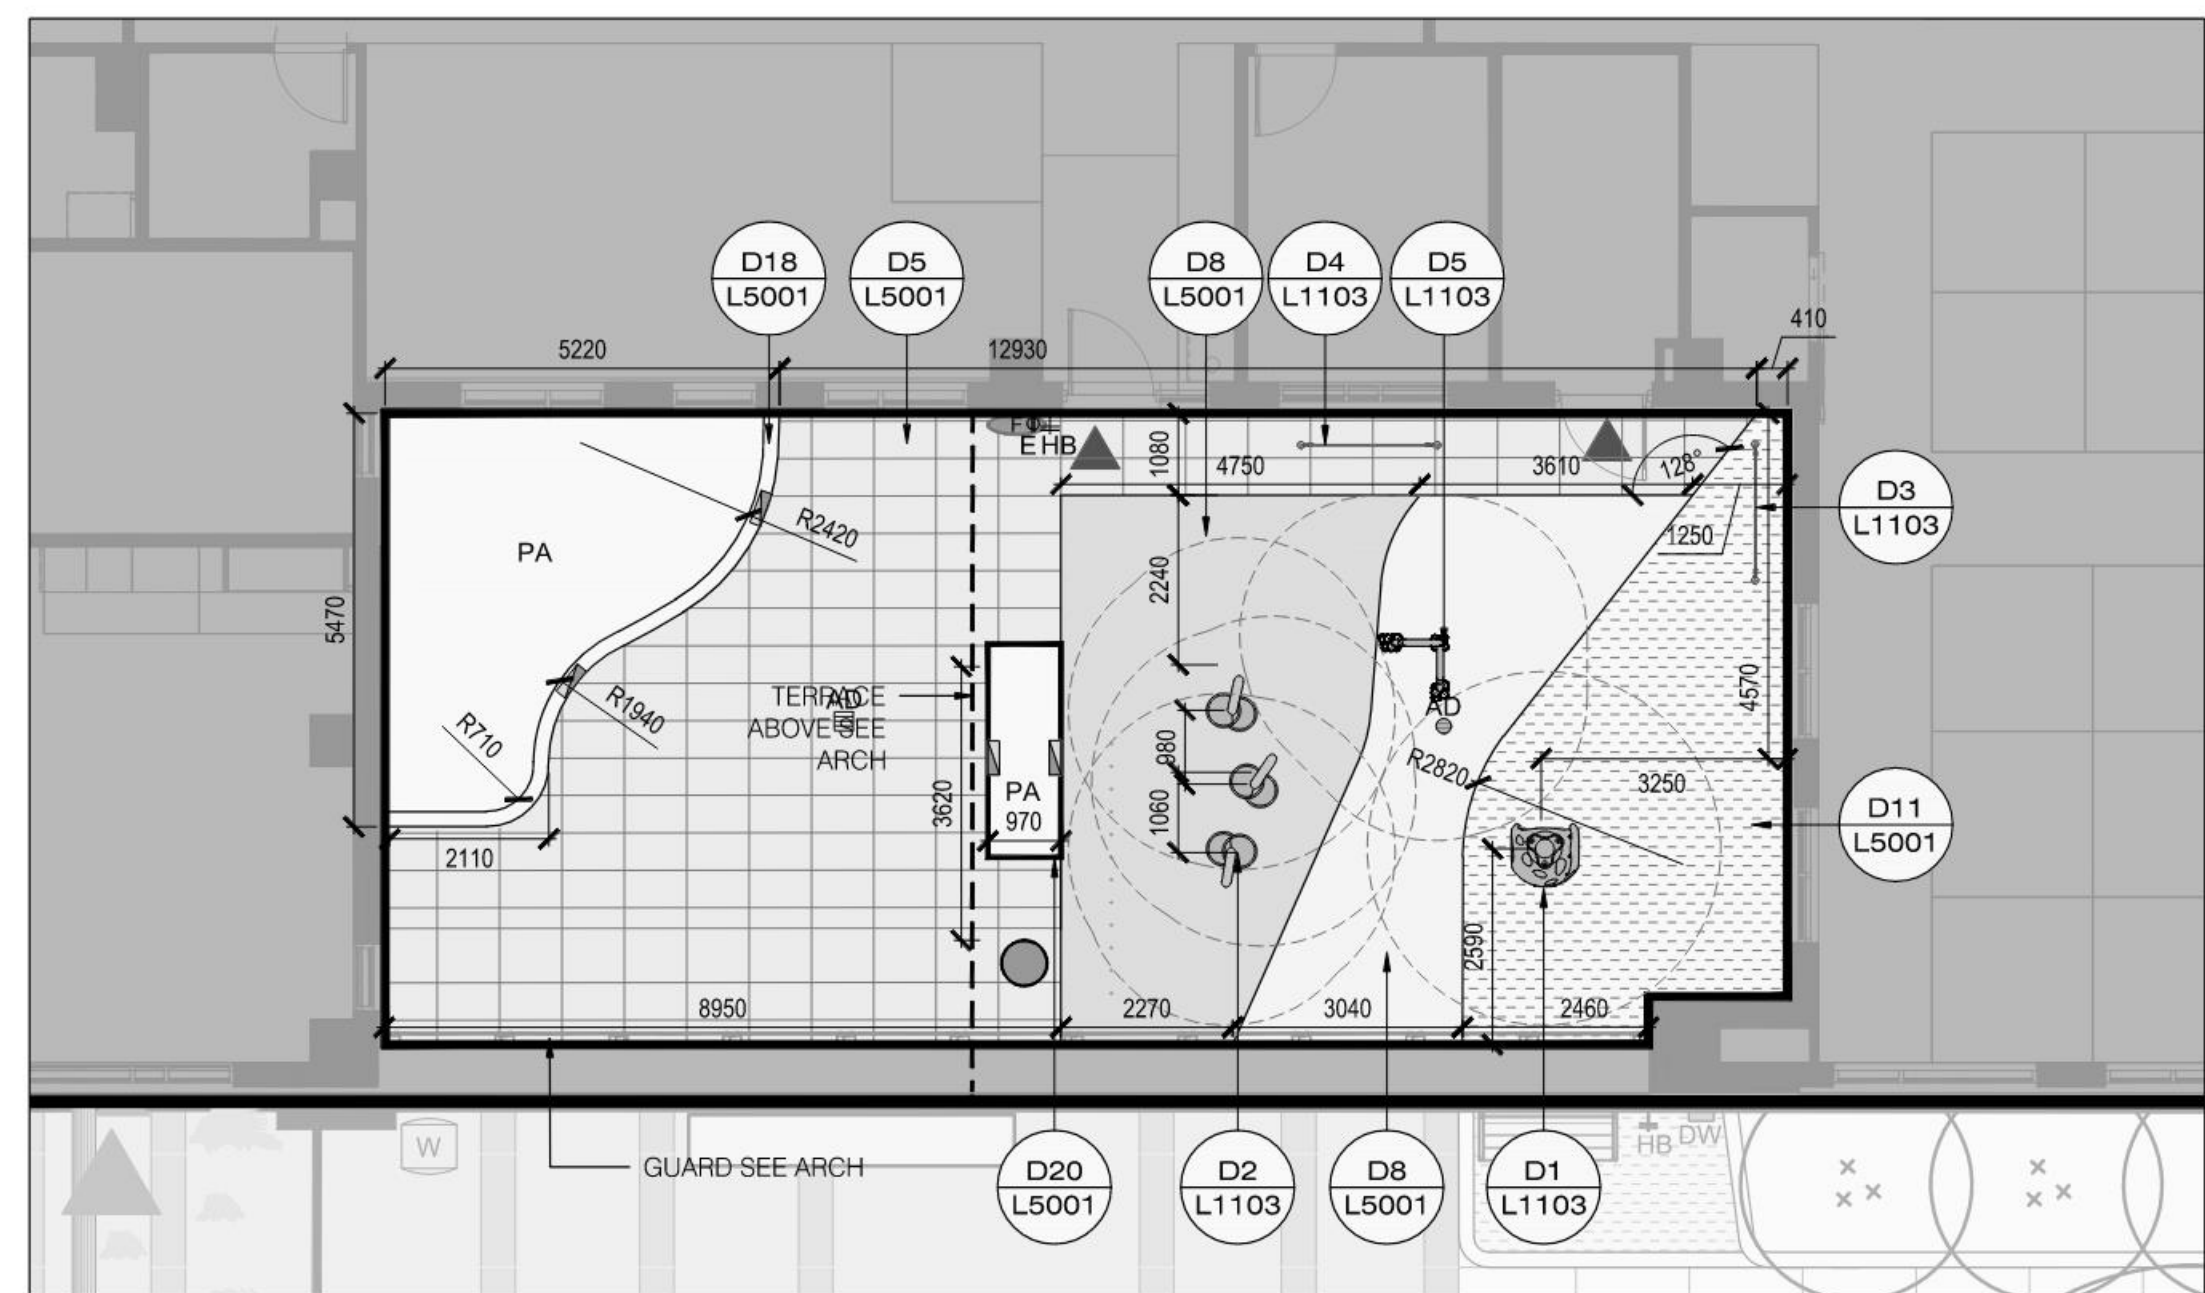 D18
L5001
D5
L5001
D8
L5001
D4
L1103
D5
L1103
410
5220
12930
E HB
1080
4750
3610
128°
D3
L1103
1250
R2420
PA
2240
5470
R1940
R710
TERRACE
ABOVE SEE
ARCH
AD
AD
4570
980
R2820
3250
3620
PA
970
1060
D11
L5001
2110
2590
8950
2270
3040
2460
GUARD SEE ARCH
W
D20
L5001
D2
L1103
D8
L5001
D1
L1103
HB
DW